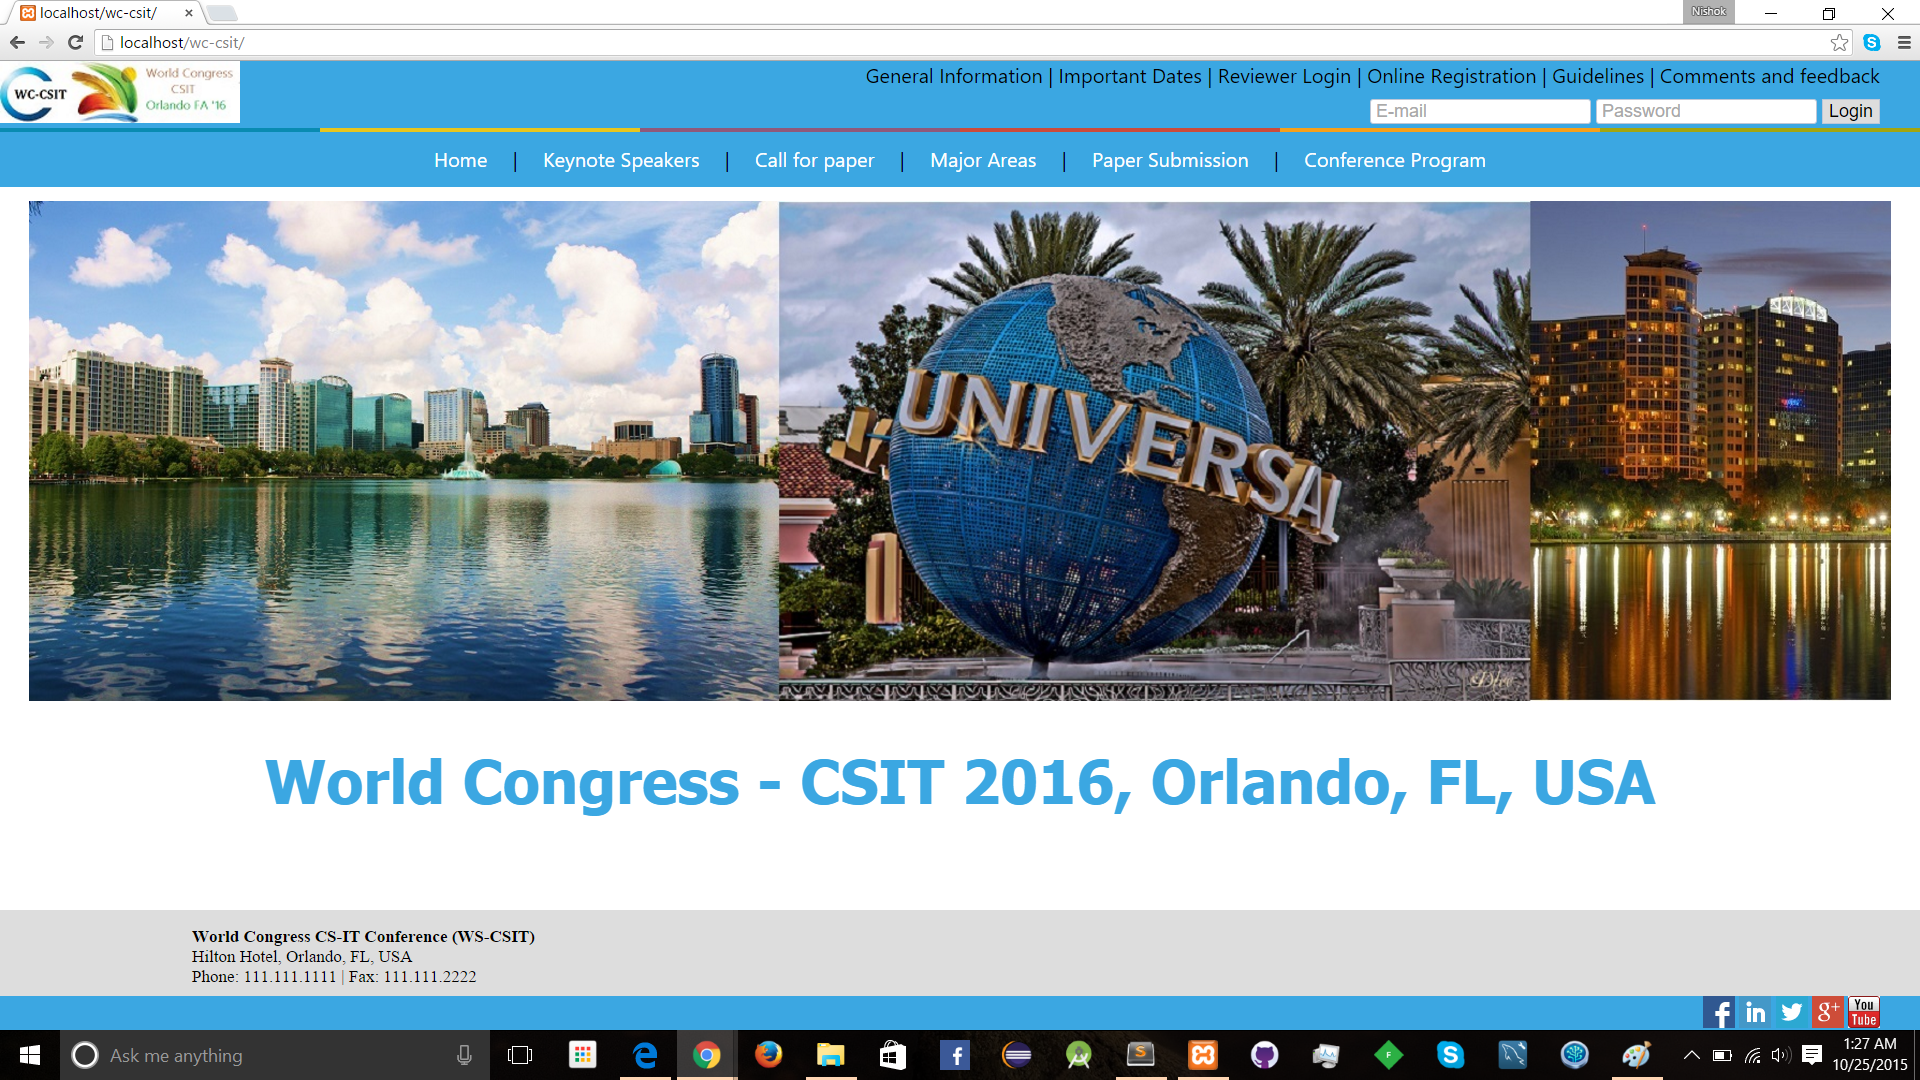 localhost/wc-csit/
Nishok
localhost/wc-csit/
WC-CSIT
World Congress
CSIT
Orlando FA '16
General Information | Important Dates | Reviewer Login | Online Registration | Guidelines | Comments and feedback
E-mail Password Login
Home | Keynote Speakers | Call for paper | Major Areas | Paper Submission | Conference Program
UNIVERSAL
World Congress - CSIT 2016, Orlando, FL, USA
World Congress CS-IT Conference (WS-CSIT)
Hilton Hotel, Orlando, FL, USA
Phone: 111.111.1111 | Fax: 111.111.2222
f in g+ You Tube
Ask me anything
1:27 AM
10/25/2015